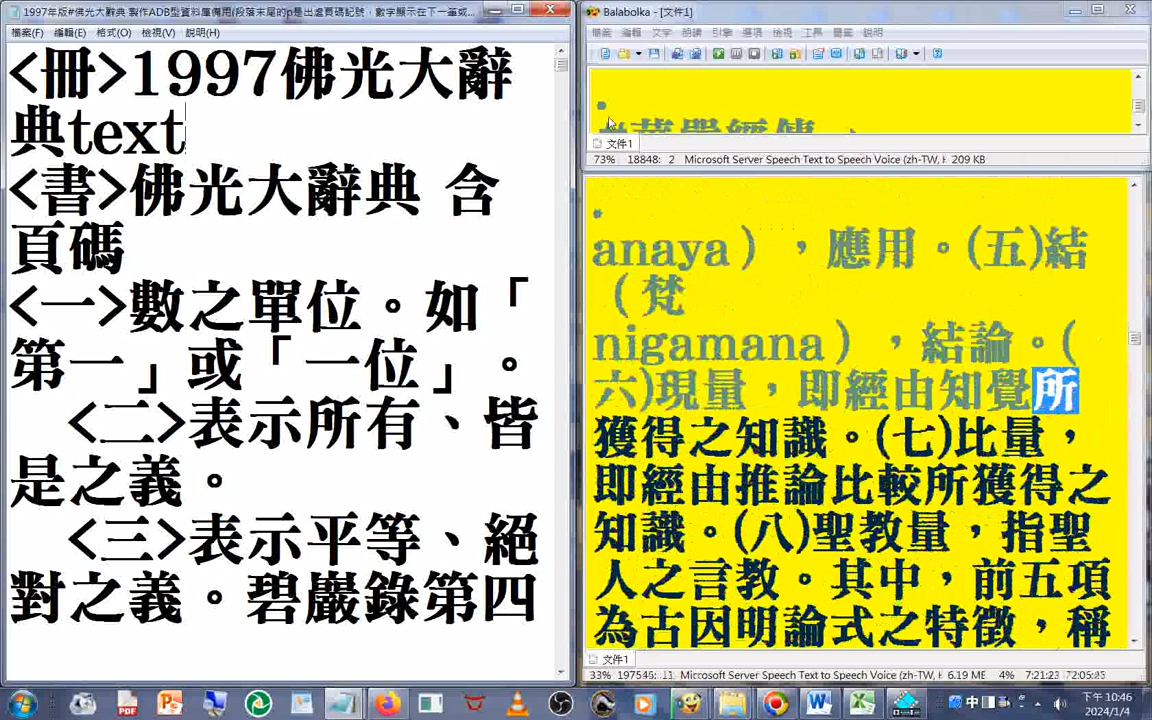 1997年版#佛光大辭典 製作ADB型資料庫備用(段落末尾的p是出處頁碼記號，數字顯示在下一筆或...
檔案(F) 編輯(E) 格式(O) 檢視(V) 說明(H)
<冊>1997佛光大辭
典text
<書>佛光大辭典 含
頁碼
<一>數之單位。如「
第一」或「一位」。
<二>表示所有、皆
是之義。
<三>表示平等、絕
對之義。碧巖錄第四
Balabolka - [文件1]
檔案 編輯 文字 朗讀 引擎 選項 檢視 工具 視窗 說明
#華嚴經傳、
文件1
73% 18848: 2 Microsoft Server Speech Text to Speech Voice (zh-TW, H 209 KB
anaya），應用。(五)結
（梵
nigamana），結論。(
六)現量，即經由知覺所
獲得之知識。(七)比量，
即經由推論比較所獲得之
知識。(八)聖教量，指聖
人之言教。其中，前五項
為古因明論式之特徵，稱
文件1
33% 197546: 11 Microsoft Server Speech Text to Speech Voice (zh-TW, H 6.19 MB 4% 7:21:23
中
下午 10:46
2024/1/4